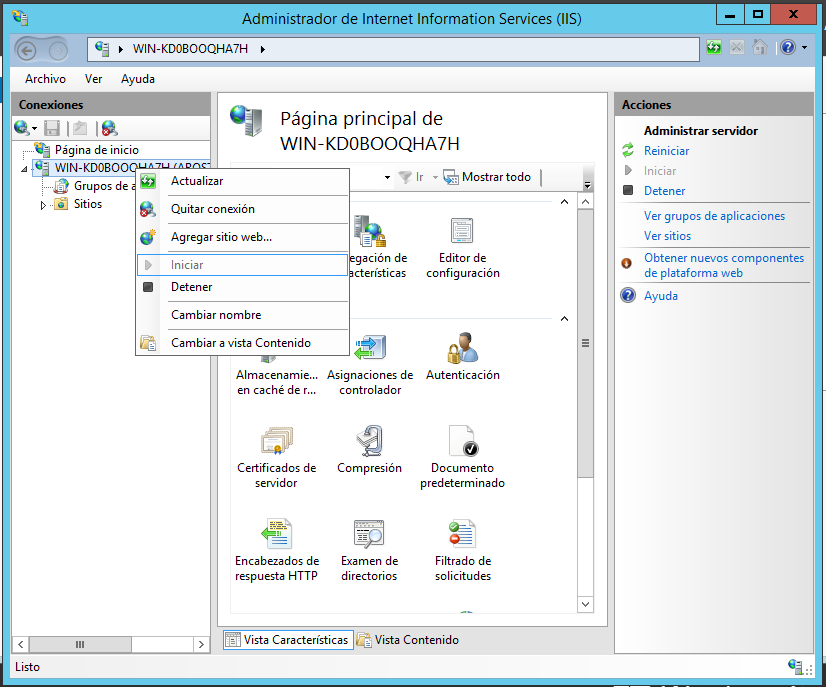 Administrador de Internet Information Services (IIS)
WIN-KD0BOOQHA7H
Archivo Ver Ayuda
Conexiones
Página de inicio
WIN-KD0BOOQHA7H
Grupos de a
Sitios
Actualizar
Quitar conexión
Agregar sitio web...
Iniciar
Detener
Cambiar nombre
Cambiar a vista Contenido
Página principal de
WIN-KD0BOOQHA7H
Ir Mostrar todo
egación de
acterísticas
Editor de
configuración
Almacenamie...
en caché de r...
Asignaciones de
controlador
Autenticación
Certificados de
servidor
Compresión
Documento
predeterminado
Encabezados de
respuesta HTTP
Examen de
directorios
Filtrado de
solicitudes
Vista Características Vista Contenido
Acciones
Administrar servidor
Reiniciar
Iniciar
Detener
Ver grupos de aplicaciones
Ver sitios
Obtener nuevos componentes
de plataforma web
Ayuda
Listo